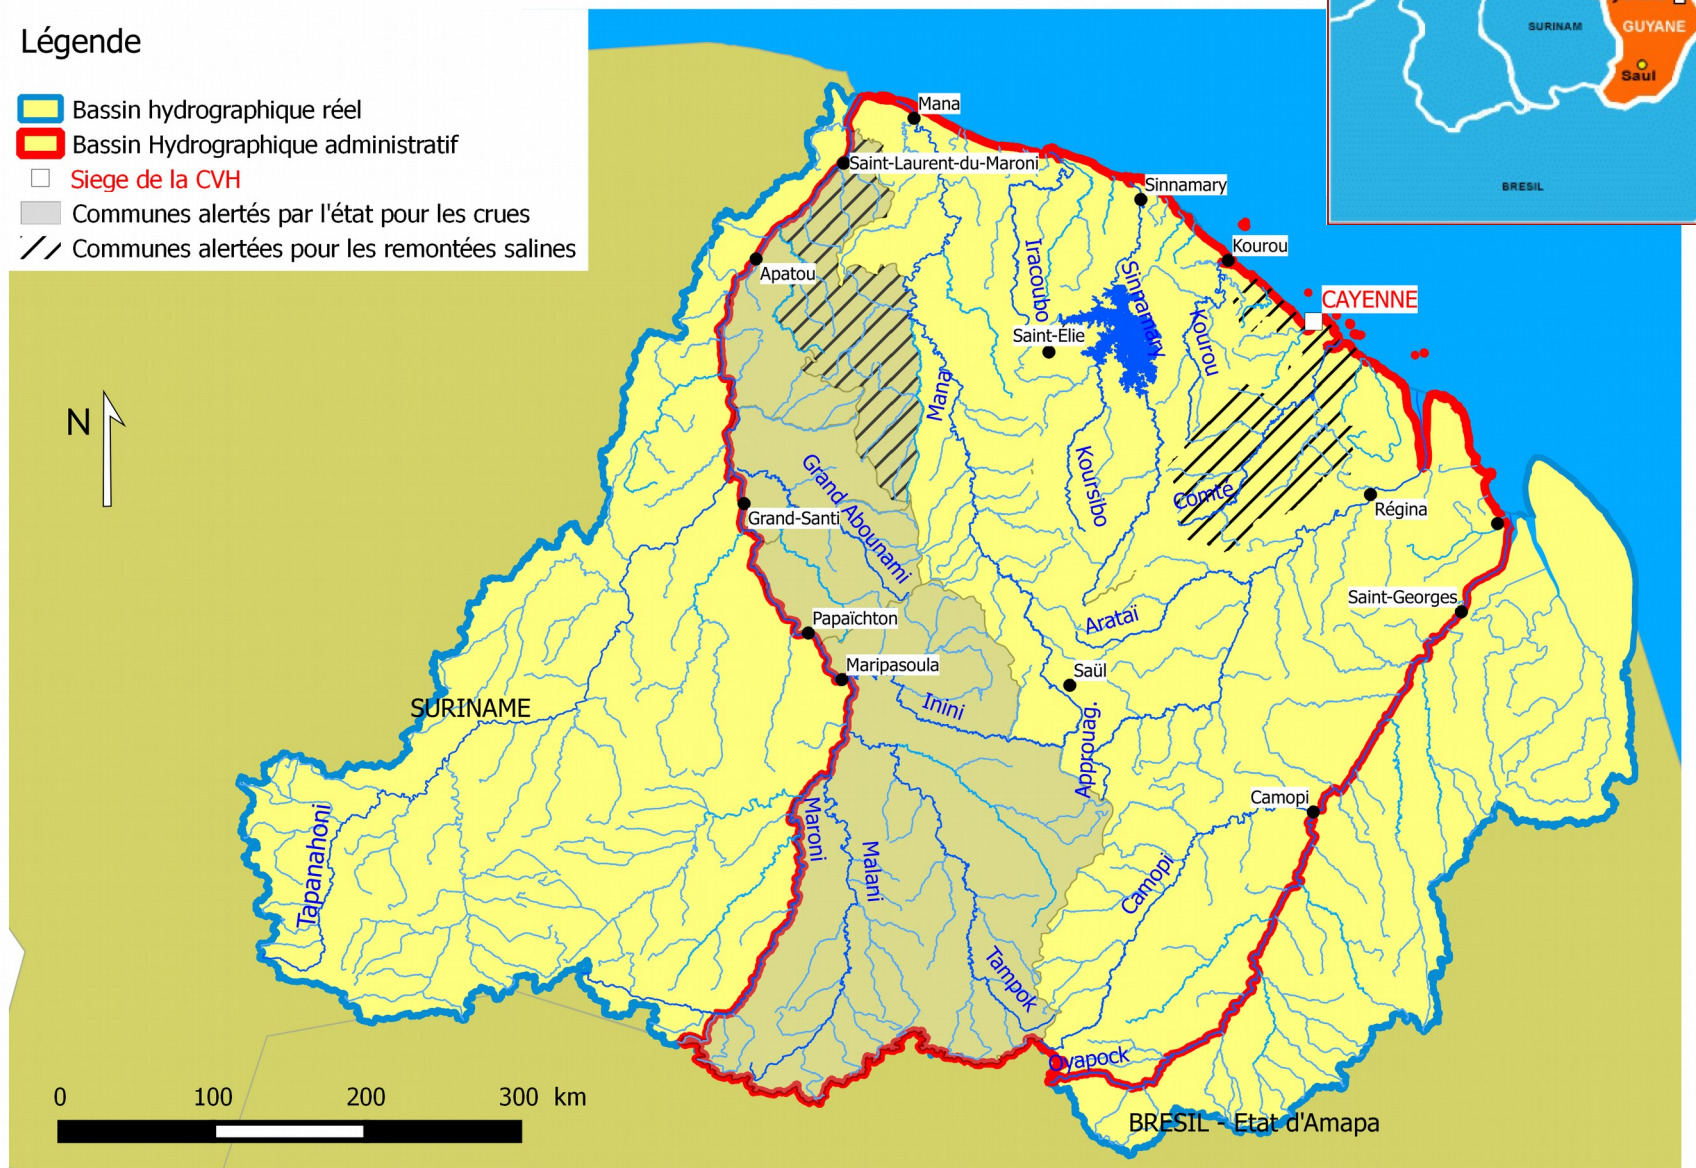 Légende
Bassin hydrographique réel
Bassin Hydrographique administratif
Siege de la CVH
Communes alertés par l'état pour les crues
Communes alertées pour les remontées salines
SURINAM
GUYANE
Saul
BRESIL
Mana
Saint-Laurent-du-Maroni
Sinnamary
Kourou
Apatou
CAYENNE
Iracoubo
Sinnamary
Kourou
Saint-Élie
Mana
N
Grand Abounami
Koursibo
Comté
Régina
Grand-Santi
Saint-Georges
Papaïchton
Arataï
Maripasoula
Saül
Inini
SURINAME
Approuag.
Camopi
Tapanahoni
Maroni
Malani
Camopi
Tampok
Oyapock
0 100 200 300 km
BRESIL - Etat d'Amapa